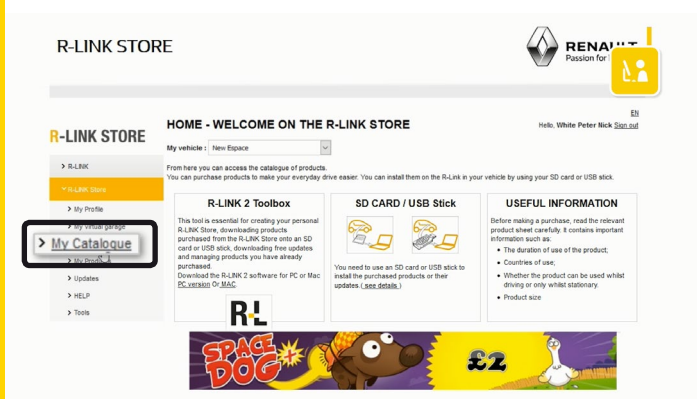 R-LINK STORE
RENAULT
Passion for
EN
Hello, White Peter Nick Sign out
R-LINK STORE
HOME - WELCOME ON THE R-LINK STORE
My vehicle : New Espace
From here you can access the catalogue of products.
You can purchase products to make your everyday drive easier. You can install them on the R-Link in your vehicle by using your SD card or USB stick.
> R-LINK
R-LINK Store
> My Profile
> My virtual garage
> My Catalogue
> My
> Updates
> HELP
> Tools
R-LINK 2 Toolbox
This tool is essential for creating your personal
R-LINK Store, downloading products
purchased from the R-LINK Store onto an SD
card or USB stick, downloading free updates
and managing products you have already
purchased.
Download the R-LINK 2 software for PC or Mac
PC version Or MAC.
R-L
SD CARD / USB Stick
You need to use an SD card or USB stick to
install the purchased products or their
updates.( see details )
USEFUL INFORMATION
Before making a purchase, read the relevant
product sheet carefully. It contains important
information such as:
• The duration of use of the product;
• Countries of use;
• Whether the product can be used whilst
driving or only whilst stationary.
• Product size
SPACE
DOG+
£2